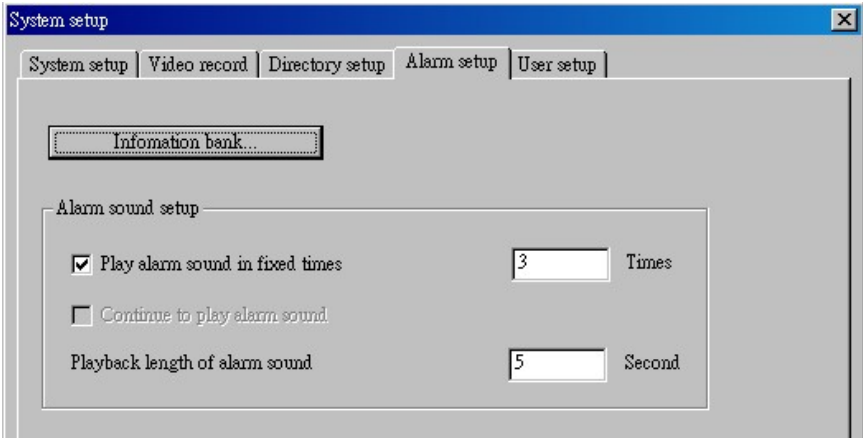 System setup
System setup Video record Directory setup Alarm setup User setup
Infomation bank...
Alarm sound setup
Play alarm sound in fixed times 3 Times
Continue to play alarm sound
Playback length of alarm sound 5 Second